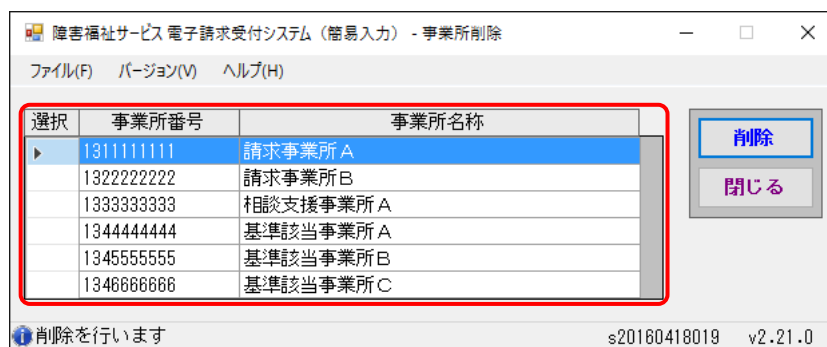 障害福祉サービス 電子請求受付システム（簡易入力） - 事業所削除
ファイル(F) バージョン(V) ヘルプ(H)
選択 事業所番号 事業所名称
1311111111 請求事業所Ａ
1322222222 請求事業所Ｂ
1333333333 相談支援事業所Ａ
1344444444 基準該当事業所Ａ
1345555555 基準該当事業所Ｂ
1346666666 基準該当事業所Ｃ
削除
閉じる
削除を行います s20160418019 v2.21.0